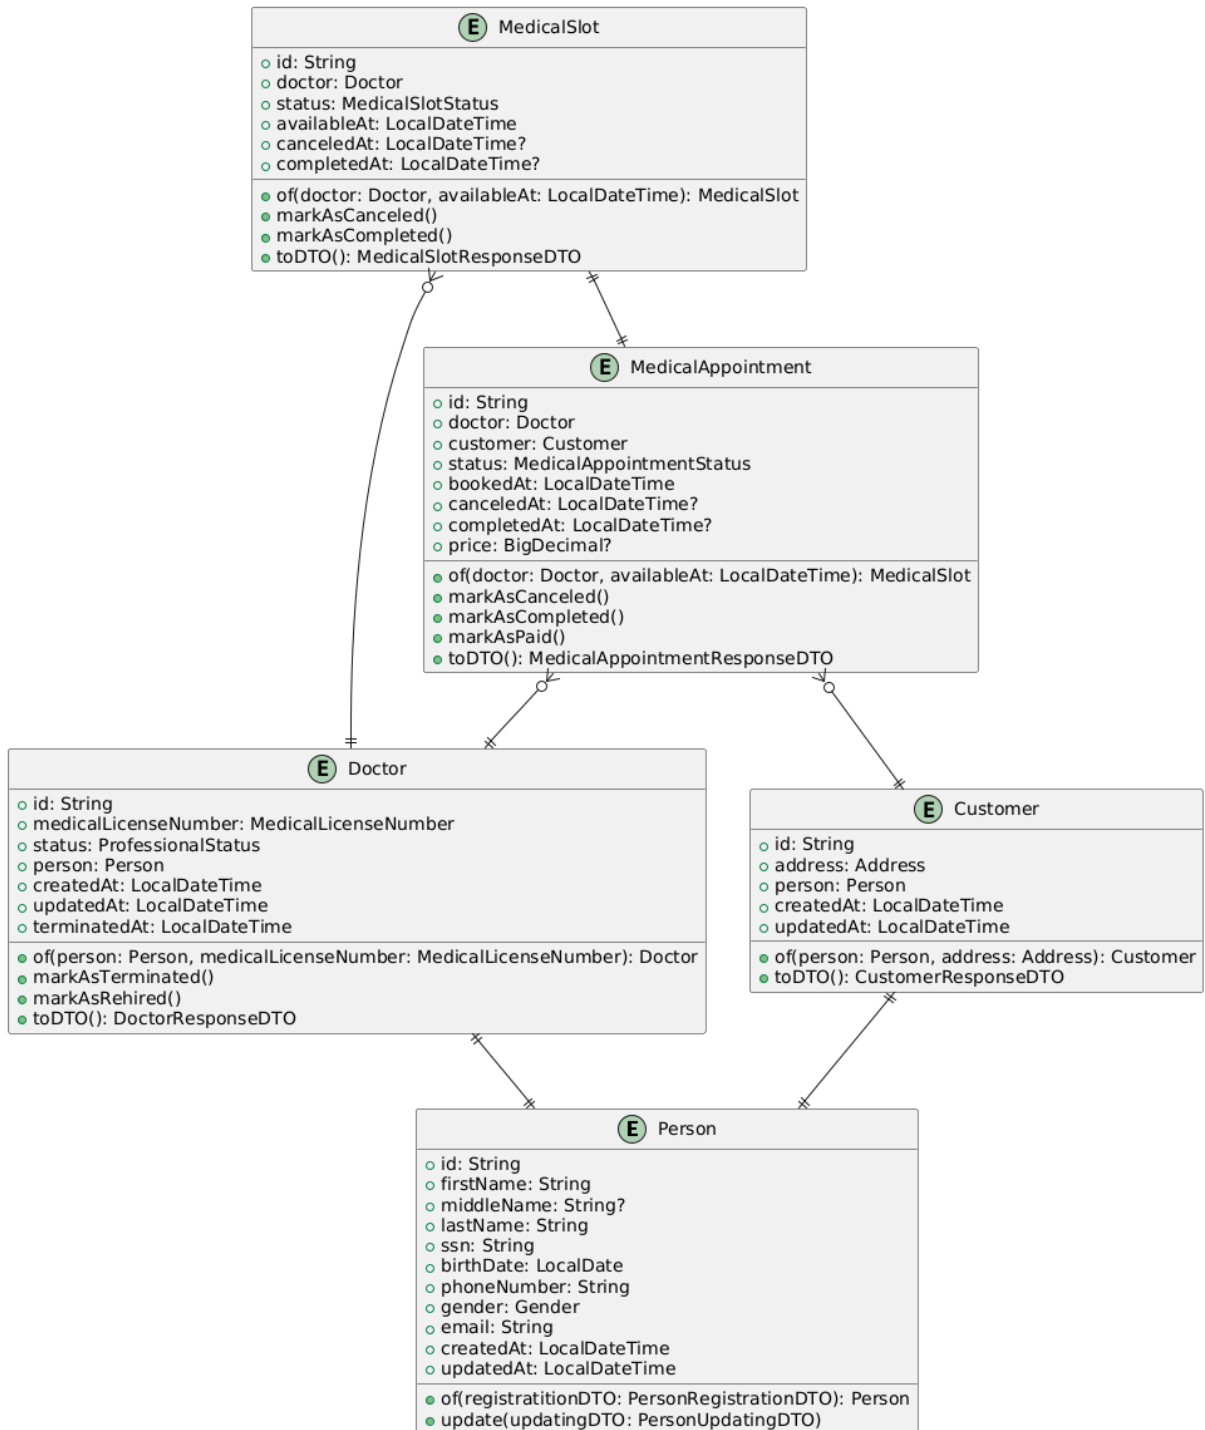 E MedicalSlot
id: String
doctor: Doctor
status: MedicalSlotStatus
availableAt: LocalDateTime
canceledAt: LocalDateTime?
completedAt: LocalDateTime?
of(doctor: Doctor, availableAt: LocalDateTime): MedicalSlot
markAsCanceled()
markAsCompleted()
toDTO(): MedicalSlotResponseDTO
E MedicalAppointment
id: String
doctor: Doctor
customer: Customer
status: MedicalAppointmentStatus
bookedAt: LocalDateTime
canceledAt: LocalDateTime?
completedAt: LocalDateTime?
price: BigDecimal?
of(doctor: Doctor, availableAt: LocalDateTime): MedicalSlot
markAsCanceled()
markAsCompleted()
markAsPaid()
toDTO(): MedicalAppointmentResponseDTO
E Doctor
id: String
medicalLicenseNumber: MedicalLicenseNumber
status: ProfessionalStatus
person: Person
createdAt: LocalDateTime
updatedAt: LocalDateTime
terminatedAt: LocalDateTime
of(person: Person, medicalLicenseNumber: MedicalLicenseNumber): Doctor
markAsTerminated()
markAsRehired()
toDTO(): DoctorResponseDTO
E Customer
id: String
address: Address
person: Person
createdAt: LocalDateTime
updatedAt: LocalDateTime
of(person: Person, address: Address): Customer
toDTO(): CustomerResponseDTO
E Person
id: String
firstName: String
middleName: String?
lastName: String
ssn: String
birthDate: LocalDate
phoneNumber: String
gender: Gender
email: String
createdAt: LocalDateTime
updatedAt: LocalDateTime
of(registratitionDTO: PersonRegistrationDTO): Person
update(updatingDTO: PersonUpdatingDTO)